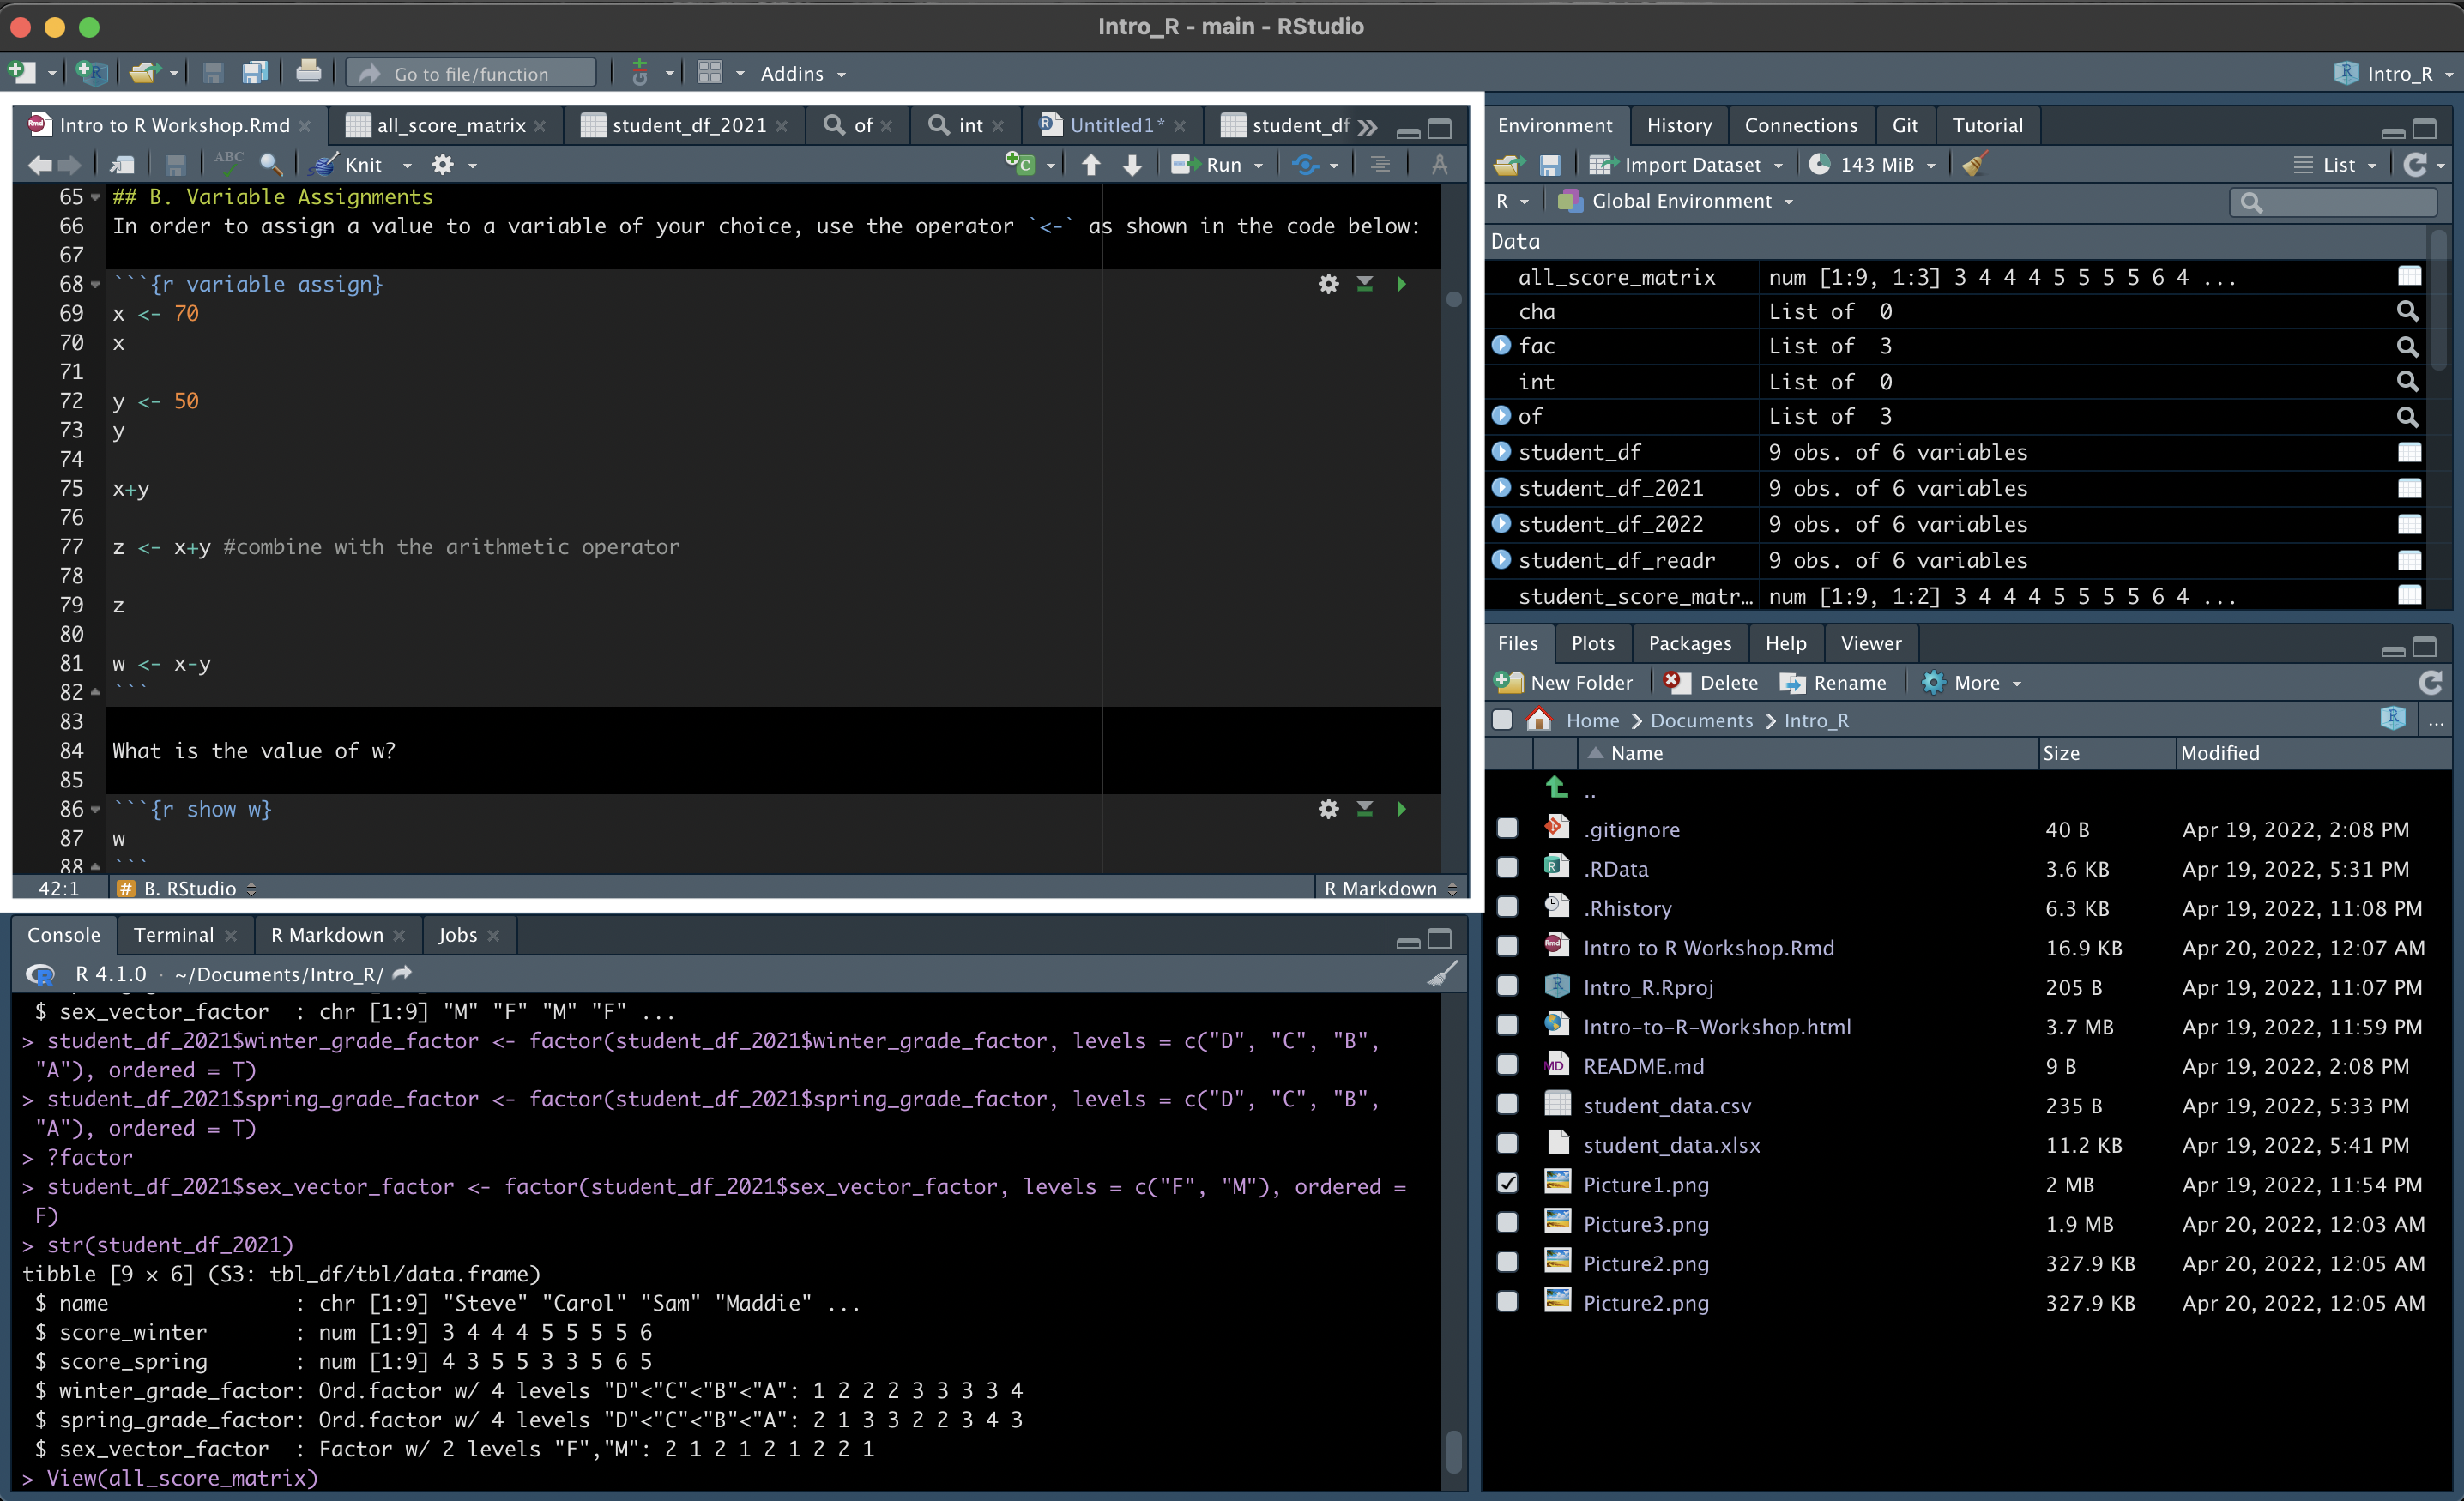 Intro_R - main - RStudio
Go to file/function
Addins
Intro_R
Intro to R Workshop.Rmd
all_score_matrix
student_df_2021
of
int
Untitled1*
student_df
ABC
Knit
Run
65 ## B. Variable Assignments
66 In order to assign a value to a variable of your choice, use the operator `<-` as shown in the code below:
67
68 ```{r variable assign}
69 x <- 70
70 x
71
72 y <- 50
73 y
74
75 x+y
76
77 z <- x+y #combine with the arithmetic operator
78
79 z
80
81 w <- x-y
82 ```
83
84 What is the value of w?
85
86 ```{r show w}
87 w
88 ```
42:1 # B. RStudio R Markdown
Console Terminal R Markdown Jobs
R 4.1.0 · ~/Documents/Intro_R/
$ sex_vector_factor : chr [1:9] "M" "F" "M" "F" ...
> student_df_2021$winter_grade_factor <- factor(student_df_2021$winter_grade_factor, levels = c("D", "C", "B",
"A"), ordered = T)
> student_df_2021$spring_grade_factor <- factor(student_df_2021$spring_grade_factor, levels = c("D", "C", "B",
"A"), ordered = T)
> ?factor
> student_df_2021$sex_vector_factor <- factor(student_df_2021$sex_vector_factor, levels = c("F", "M"), ordered =
F)
> str(student_df_2021)
tibble [9 × 6] (S3: tbl_df/tbl/data.frame)
$ name : chr [1:9] "Steve" "Carol" "Sam" "Maddie" ...
$ score_winter : num [1:9] 3 4 4 4 5 5 5 5 6
$ score_spring : num [1:9] 4 3 5 5 3 3 5 6 5
$ winter_grade_factor: Ord.factor w/ 4 levels "D"<"C"<"B"<"A": 1 2 2 2 3 3 3 3 4
$ spring_grade_factor: Ord.factor w/ 4 levels "D"<"C"<"B"<"A": 2 1 3 3 2 2 3 4 3
$ sex_vector_factor : Factor w/ 2 levels "F","M": 2 1 2 1 2 1 2 2 1
> View(all_score_matrix)
Environment History Connections Git Tutorial
Import Dataset 143 MiB List
R Global Environment
Data
all_score_matrix num [1:9, 1:3] 3 4 4 4 5 5 5 5 6 4 ...
cha List of 0
fac List of 3
int List of 0
of List of 3
student_df 9 obs. of 6 variables
student_df_2021 9 obs. of 6 variables
student_df_2022 9 obs. of 6 variables
student_df_readr 9 obs. of 6 variables
student_score_matr… num [1:9, 1:2] 3 4 4 4 5 5 5 5 6 4 ...
Files Plots Packages Help Viewer
New Folder Delete Rename More
Home Documents Intro_R ...
Name Size Modified
..
.gitignore 40 B Apr 19, 2022, 2:08 PM
.RData 3.6 KB Apr 19, 2022, 5:31 PM
.Rhistory 6.3 KB Apr 19, 2022, 11:08 PM
Intro to R Workshop.Rmd 16.9 KB Apr 20, 2022, 12:07 AM
Intro_R.Rproj 205 B Apr 19, 2022, 11:07 PM
Intro-to-R-Workshop.html 3.7 MB Apr 19, 2022, 11:59 PM
README.md 9 B Apr 19, 2022, 2:08 PM
student_data.csv 235 B Apr 19, 2022, 5:33 PM
student_data.xlsx 11.2 KB Apr 19, 2022, 5:41 PM
Picture1.png 2 MB Apr 19, 2022, 11:54 PM
Picture3.png 1.9 MB Apr 20, 2022, 12:03 AM
Picture2.png 327.9 KB Apr 20, 2022, 12:05 AM
Picture2.png 327.9 KB Apr 20, 2022, 12:05 AM